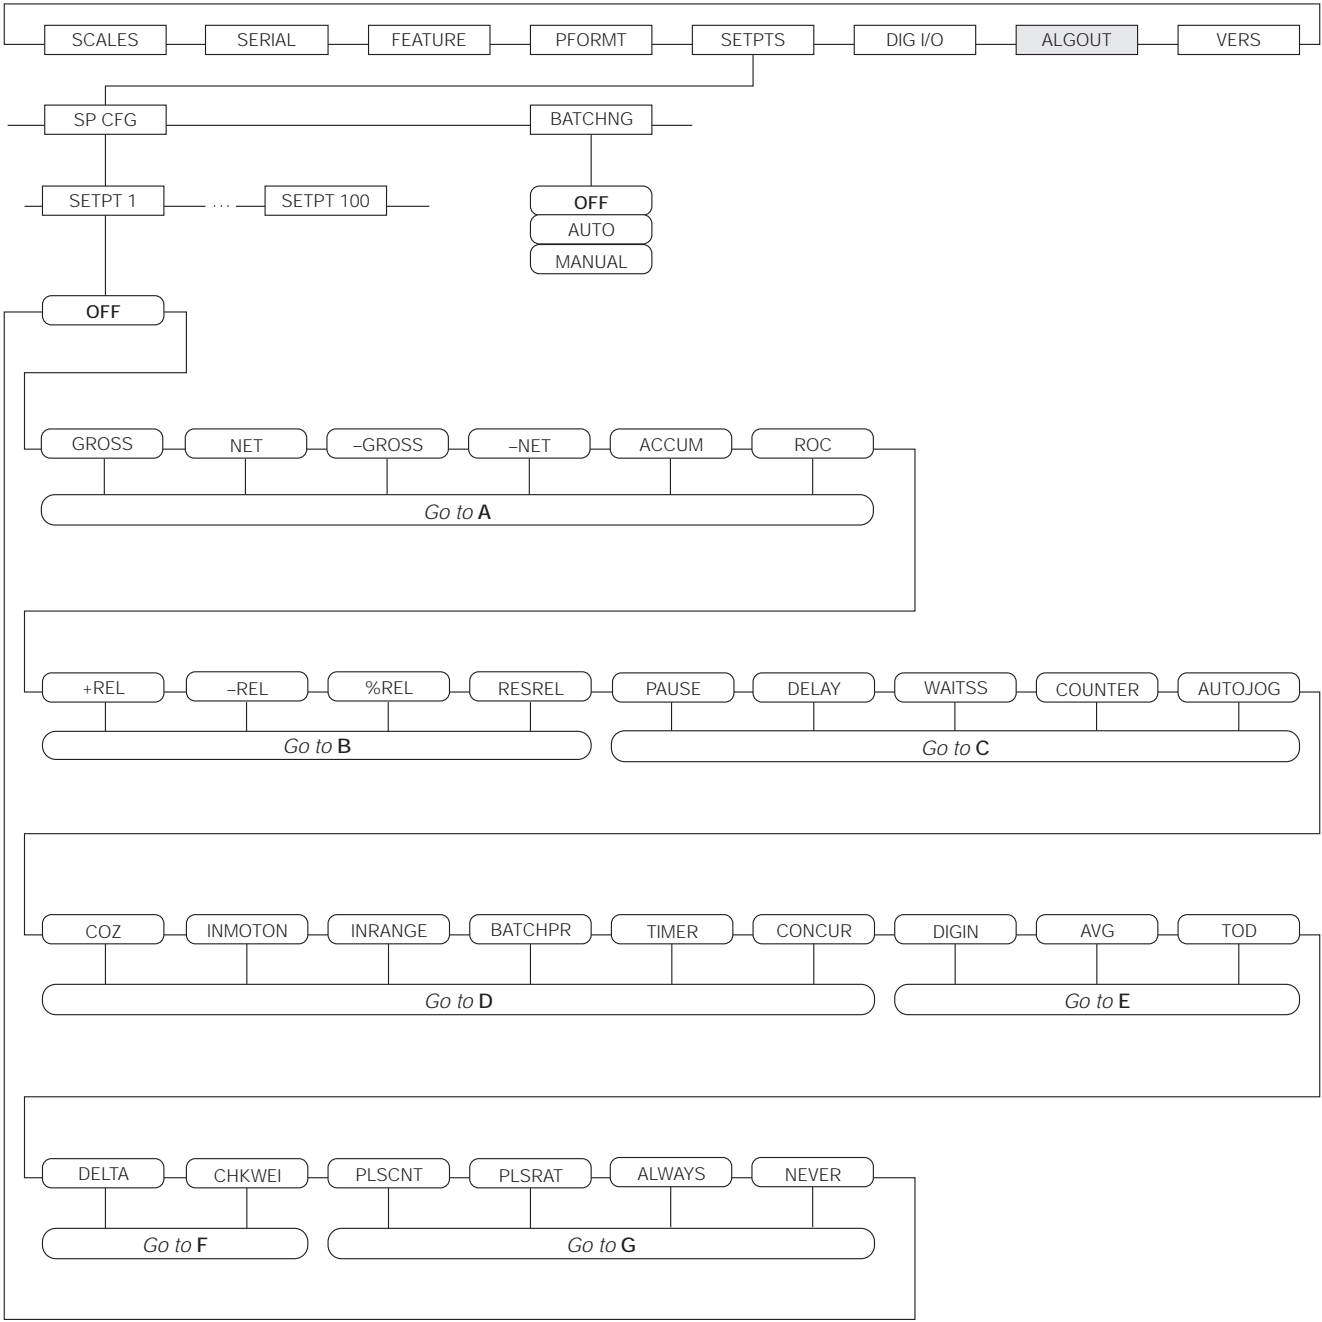 SCALES SERIAL FEATURE PFORMT SETPTS DIG I/O ALGOUT VERS
SP CFG BATCHNG
SETPT 1 ... SETPT 100
OFF
AUTO
MANUAL
OFF
GROSS NET –GROSS –NET ACCUM ROC
Go to A
+REL –REL %REL RESREL PAUSE DELAY WAITSS COUNTER AUTOJOG
Go to B Go to C
COZ INMOTON INRANGE BATCHPR TIMER CONCUR DIGIN AVG TOD
Go to D Go to E
DELTA CHKWEI PLSCNT PLSRAT ALWAYS NEVER
Go to F Go to G